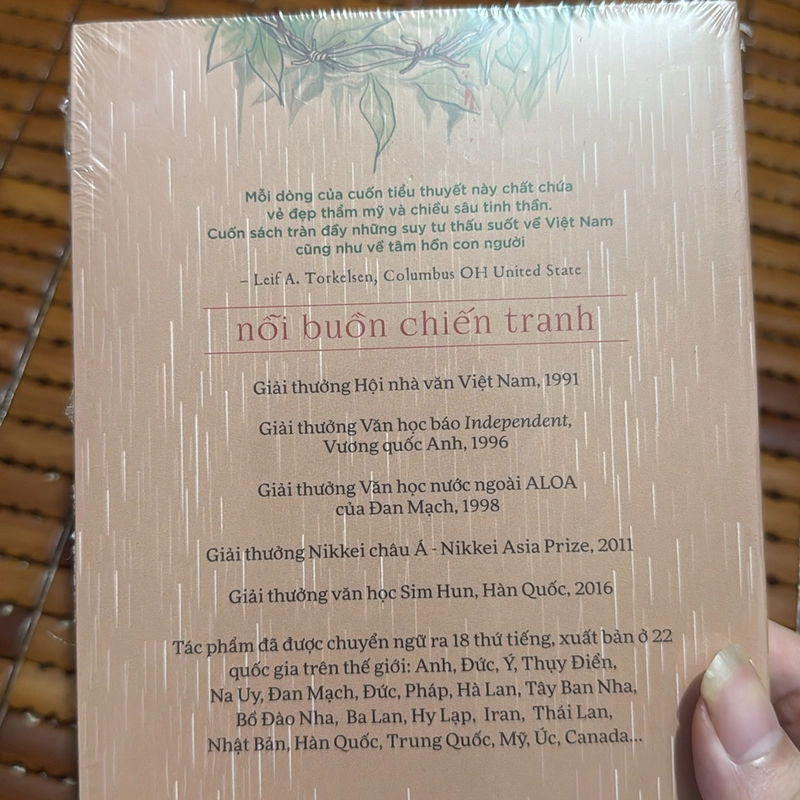 Mỗi dòng của cuốn tiểu thuyết này chất chứa
vẻ đẹp thẩm mỹ và chiều sâu tinh thần.
Cuốn sách tràn đầy những suy tư thấu suốt về Việt Nam
cũng như về tâm hồn con người
– Leif A. Torkelsen, Columbus OH United State
nỗi buồn chiến tranh
Giải thưởng Hội nhà văn Việt Nam, 1991
Giải thưởng Văn học báo Independent,
Vương quốc Anh, 1996
Giải thưởng Văn học nước ngoài ALOA
của Đan Mạch, 1998
Giải thưởng Nikkei châu Á - Nikkei Asia Prize, 2011
Giải thưởng văn học Sim Hun, Hàn Quốc, 2016
Tác phẩm đã được chuyển ngữ ra 18 thứ tiếng, xuất bản ở 22
quốc gia trên thế giới: Anh, Đức, Ý, Thụy Điển,
Na Uy, Đan Mạch, Đức, Pháp, Hà Lan, Tây Ban Nha,
Bồ Đào Nha, Ba Lan, Hy Lạp, Iran, Thái Lan,
Nhật Bản, Hàn Quốc, Trung Quốc, Mỹ, Úc, Canada...